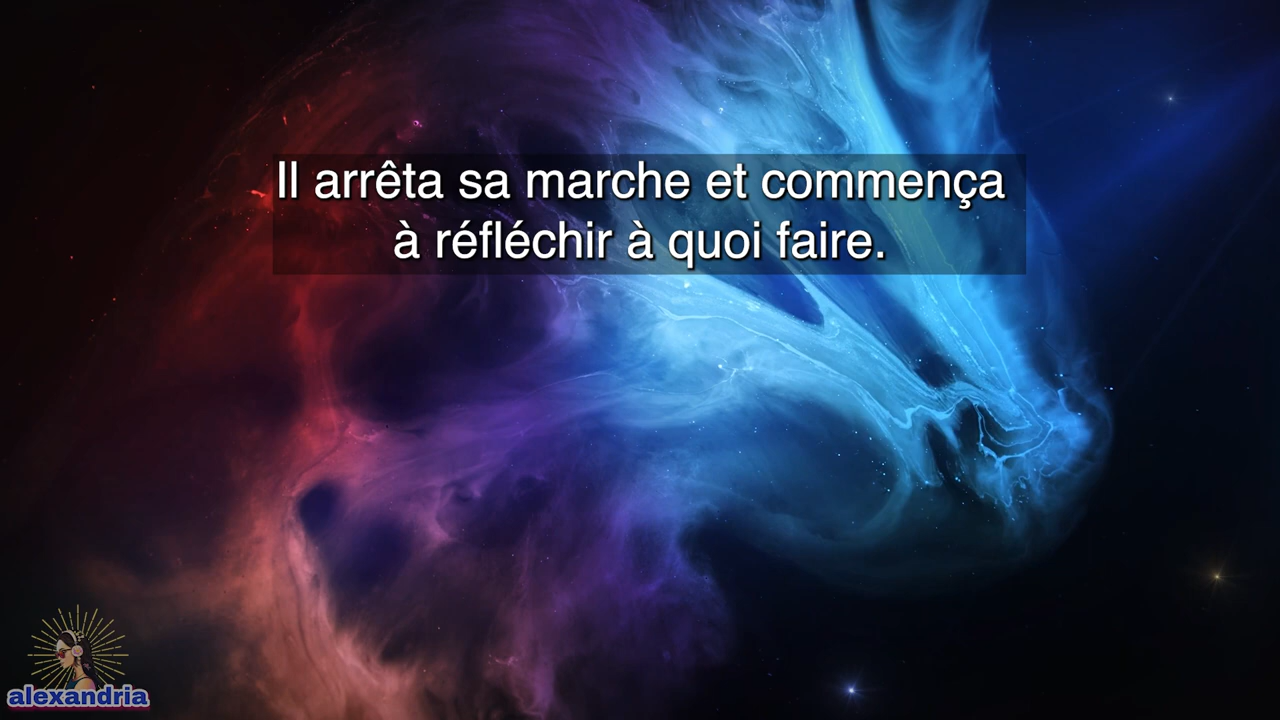 Il arrêta sa marche et commença
à réfléchir à quoi faire.
alexandria